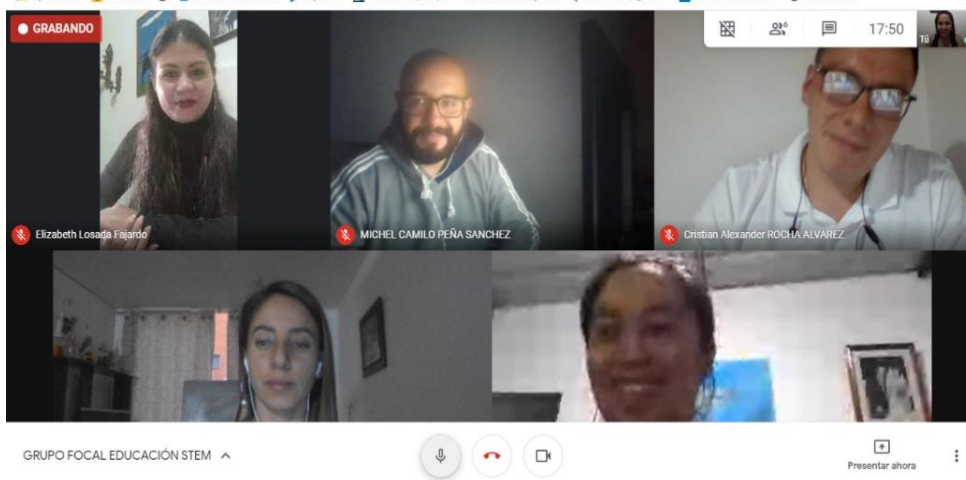 GRABANDO
17:50
Tú
Elizabeth Losada Fajardo
MICHEL CAMILO PEÑA SANCHEZ
Cristian Alexander ROCHA ALVAREZ
GRUPO FOCAL EDUCACIÓN STEM
Presentar ahora